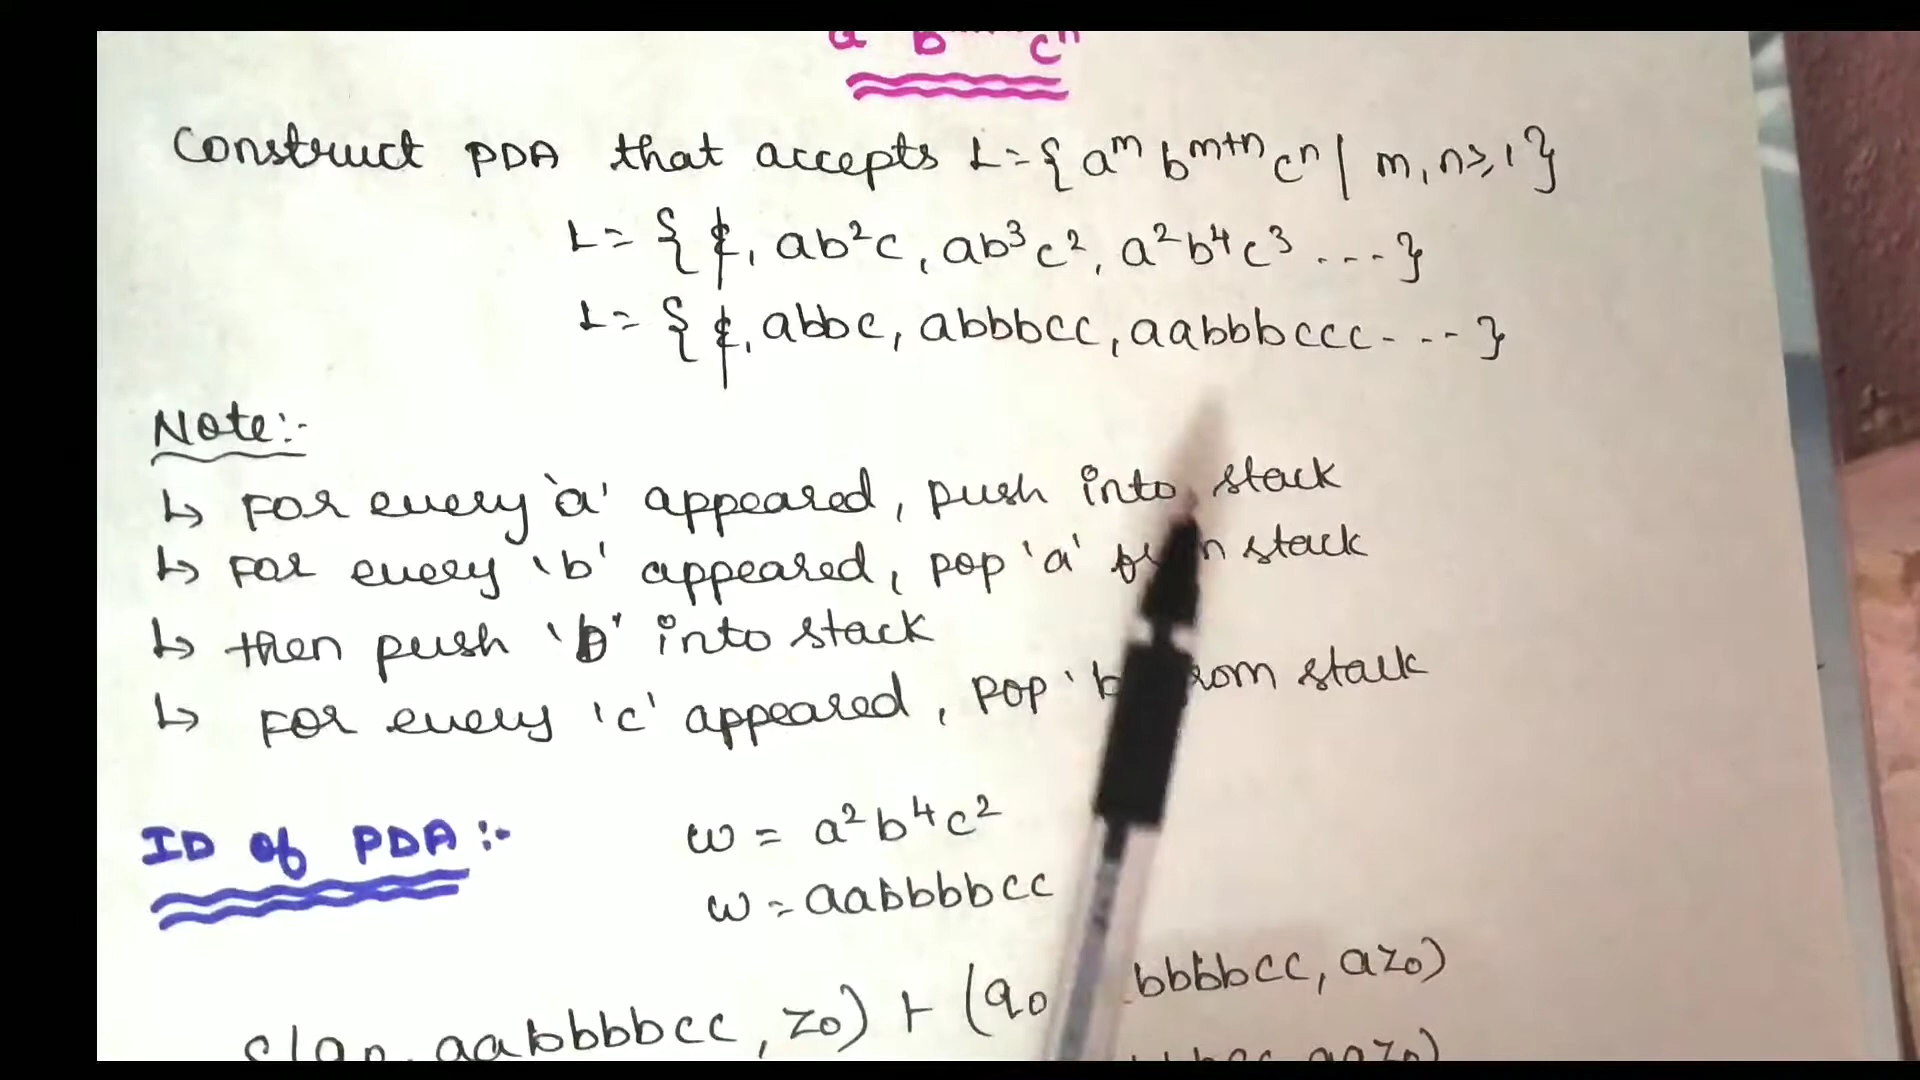 a b c^n
Construct PDA that accepts L={a^m b^m+n c^n | m, n≥1}
L= {ϵ, ab²c, ab³c², a²b⁴c³ ....}
L= {ϵ, abbc, abbbcc, aabbbccc- --}
Note:-
↳ For every 'a' appeared, push into stack
↳ For every 'b' appeared, pop 'a' stack
↳ then push 'b' into stack
↳ For every 'c' appeared, pop 'b stack
ID of PDA :-
w = a²b⁴c²
w = aabbbbcc
aabbbbcc, z₀) ⊢ (q₀ bbbbcc, az₀)